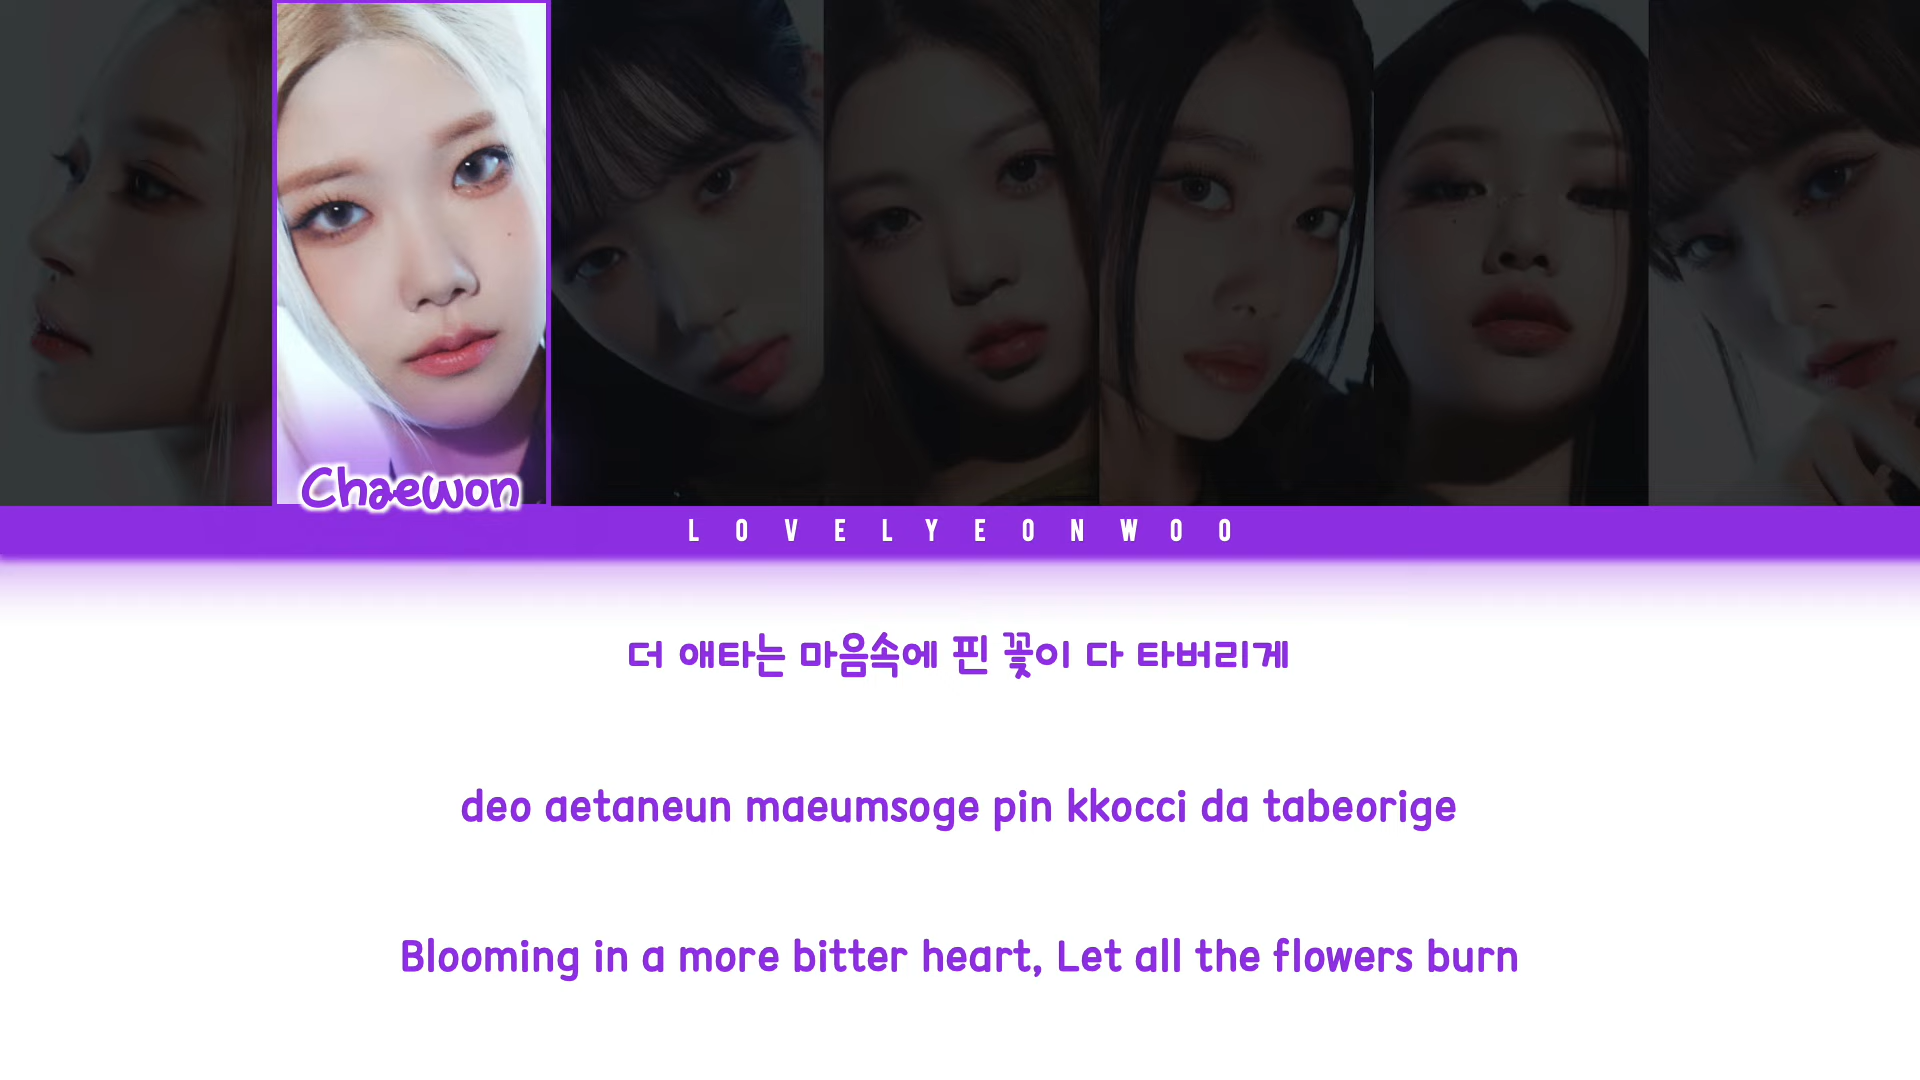 Chaewon
LOVELYEONWOO
더 애타는 마음속에 핀 꽃이 다 타버리게
deo aetaneun maeumsoge pin kkocci da tabeorige
Blooming in a more bitter heart, Let all the flowers burn